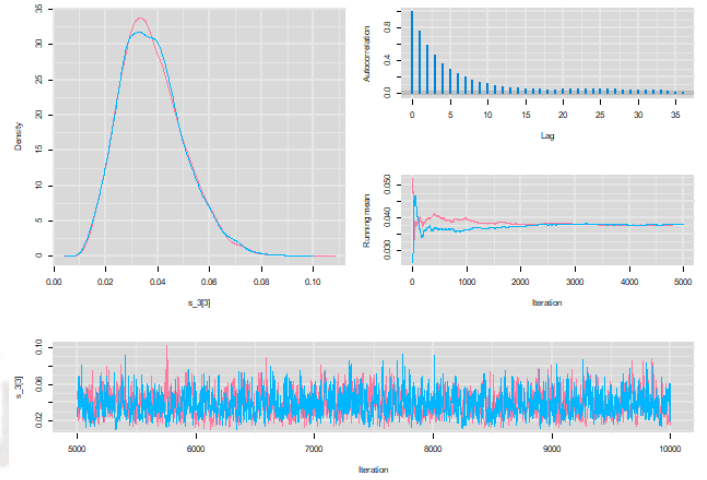 35
30
25
20
15
10
5
0
Density
0.00 0.02 0.04 0.06 0.08 0.10
s_3[3]
0.8
0.4
0.0
Autocorrelation
0 5 10 15 20 25 30 35
Lag
0.050
0.040
0.030
Running mean
0 1000 2000 3000 4000 5000
Iteration
0.10
0.06
0.02
s_3[3]
5000 6000 7000 8000 9000 10000
Iteration